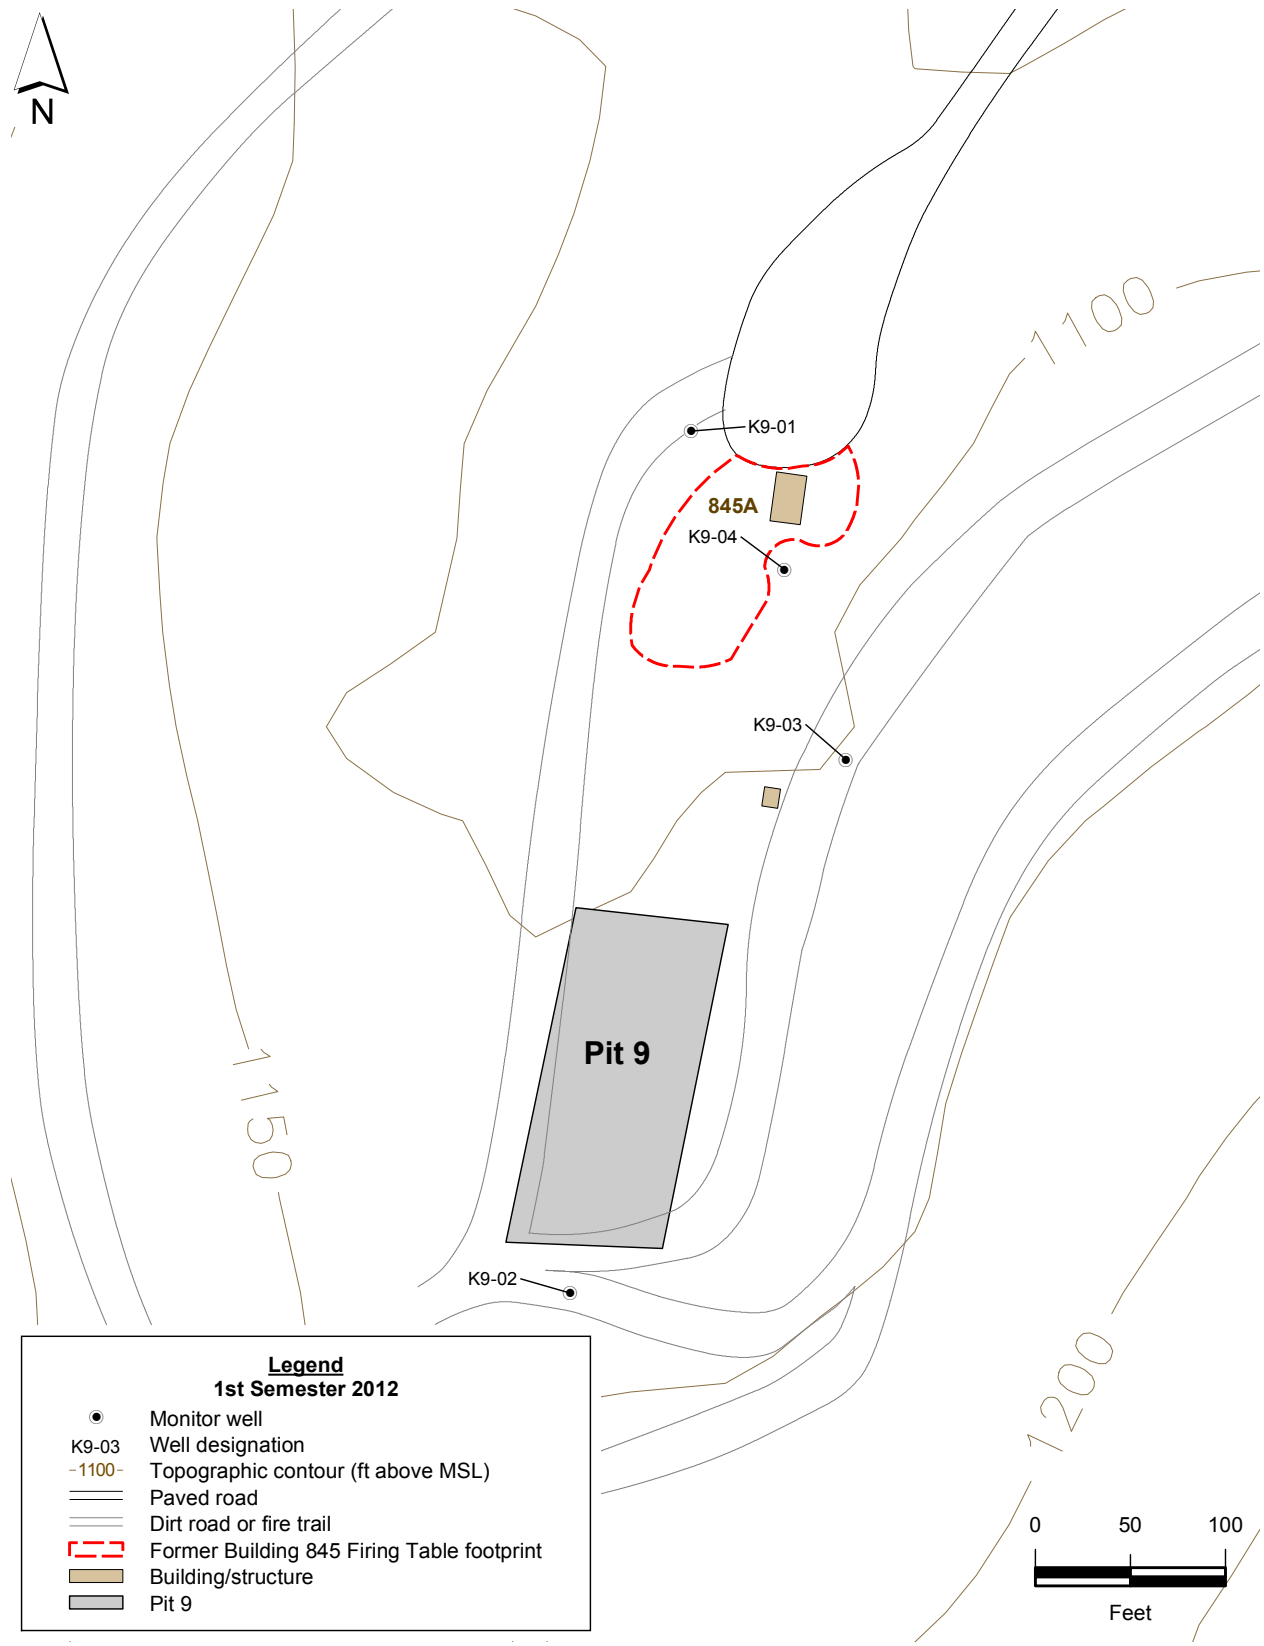 N
1100
K9-01
845A
K9-04
K9-03
Pit 9
1150
K9-02
1200
Legend
1st Semester 2012
Monitor well
K9-03 Well designation
-1100- Topographic contour (ft above MSL)
Paved road
Dirt road or fire trail
Former Building 845 Firing Table footprint
Building/structure
Pit 9
0 50 100
Feet